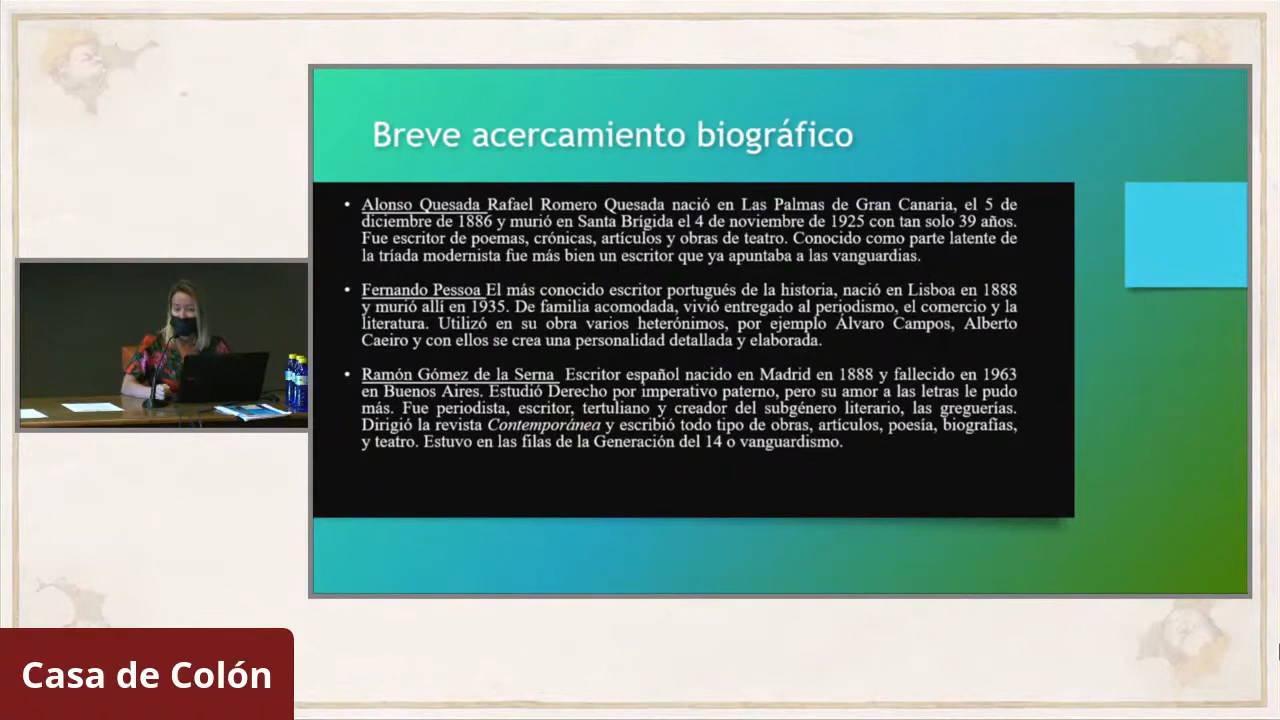 Breve acercamiento biográfico
• Alonso Quesada Rafael Romero Quesada nació en Las Palmas de Gran Canaria, el 5 de
diciembre de 1886 y murió en Santa Brígida el 4 de noviembre de 1925 con tan solo 39 años.
Fue escritor de poemas, crónicas, artículos y obras de teatro. Conocido como parte latente de
la tríada modernista fue más bien un escritor que ya apuntaba a las vanguardias.
• Fernando Pessoa El más conocido escritor portugués de la historia, nació en Lisboa en 1888
y murió allí en 1935. De familia acomodada, vivió entregado al periodismo, el comercio y la
literatura. Utilizó en su obra varios heterónimos, por ejemplo Álvaro Campos, Alberto
Caeiro y con ellos se crea una personalidad detallada y elaborada.
• Ramón Gómez de la Serna Escritor español nacido en Madrid en 1888 y fallecido en 1963
en Buenos Aires. Estudió Derecho por imperativo paterno, pero su amor a las letras le pudo
más. Fue periodista, escritor, tertuliano y creador del subgénero literario, las greguerías.
Dirigió la revista Contemporánea y escribió todo tipo de obras, artículos, poesía, biografías,
y teatro. Estuvo en las filas de la Generación del 14 o vanguardismo.
Casa de Colón